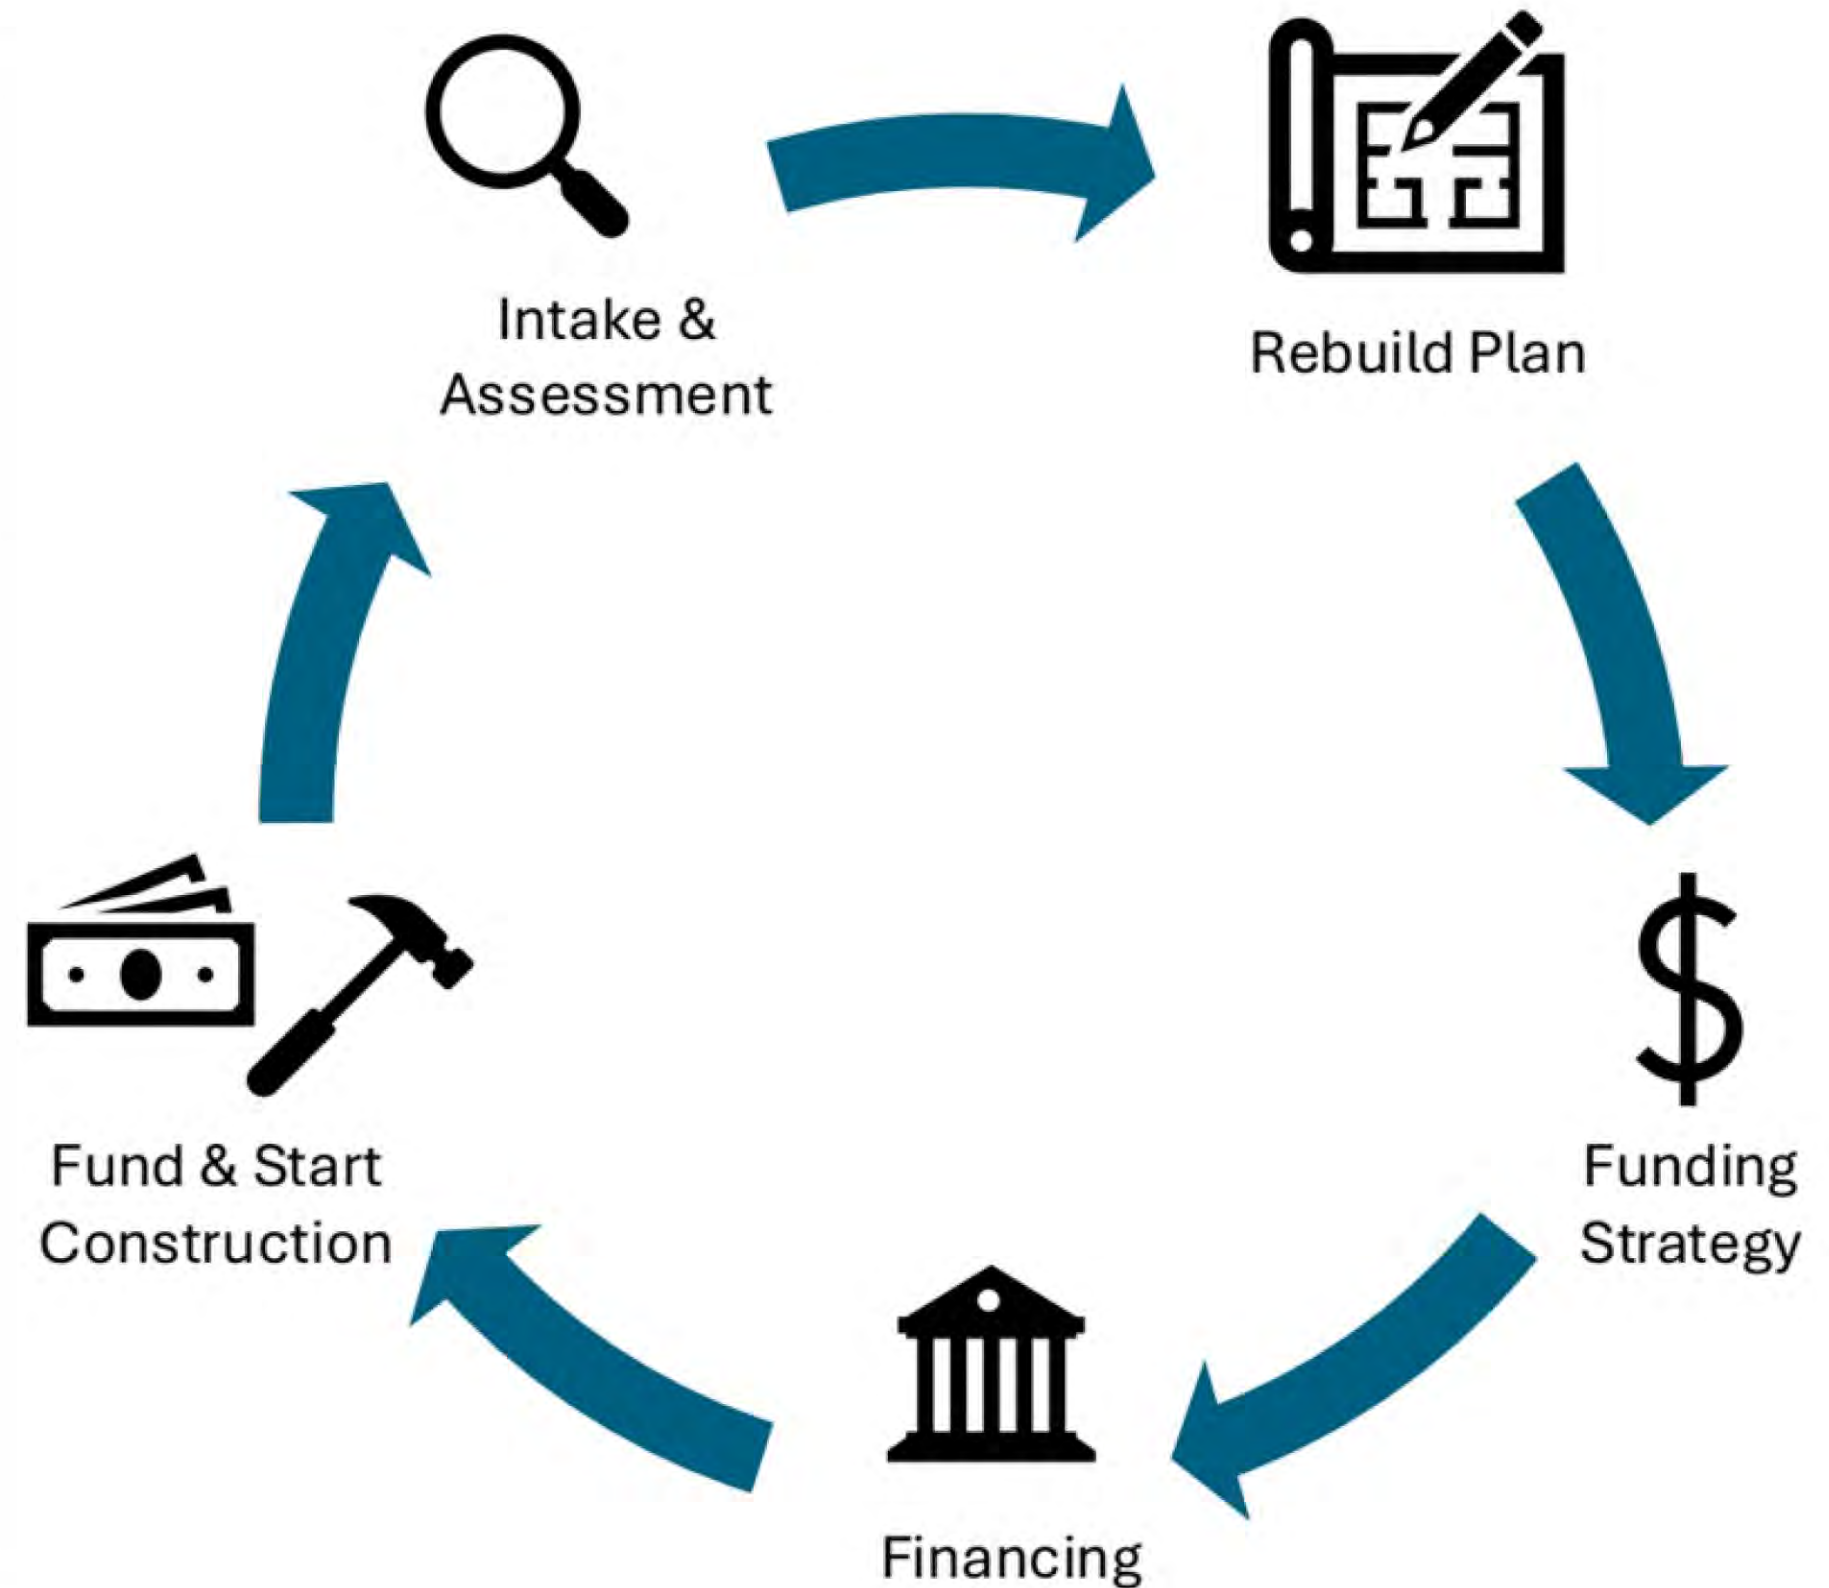 Intake &
Assessment
Rebuild Plan
Funding
Strategy
Financing
Fund & Start
Construction